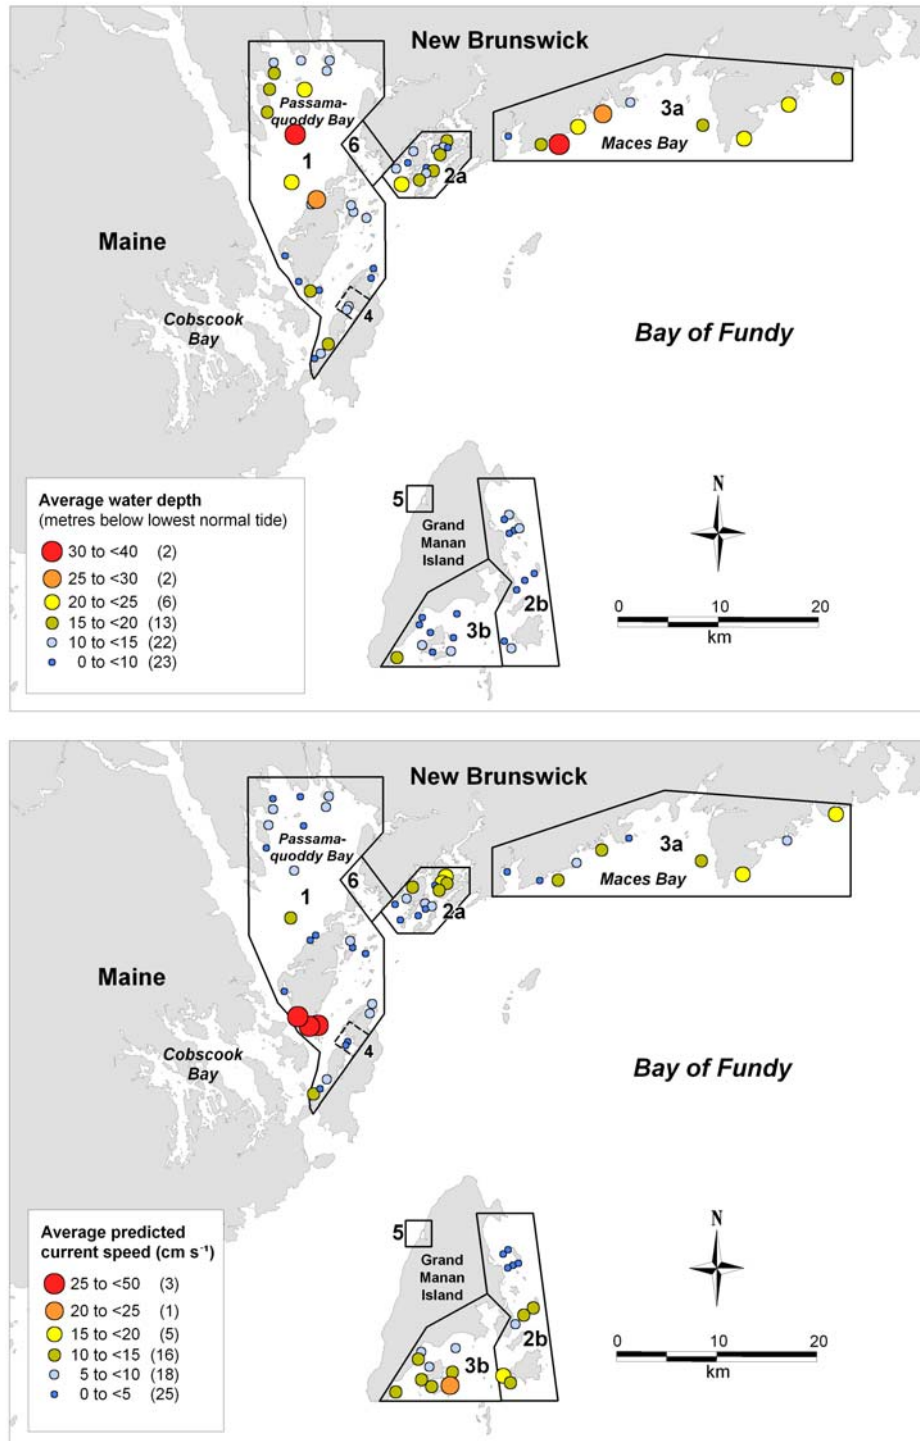 New Brunswick
Passama-
quoddy Bay
3a
Maces Bay
6
1
2a
Maine
4
Cobscook
Bay
Bay of Fundy
Average water depth
(metres below lowest normal tide)
30 to <40 (2)
25 to <30 (2)
20 to <25 (6)
15 to <20 (13)
10 to <15 (22)
0 to <10 (23)
5
Grand
Manan
Island
2b
3b
N
0 10 20
km
New Brunswick
Passama-
quoddy Bay
3a
Maces Bay
6
1
2a
Maine
4
Cobscook
Bay
Bay of Fundy
Average predicted
current speed (cm s⁻¹)
25 to <50 (3)
20 to <25 (1)
15 to <20 (5)
10 to <15 (16)
5 to <10 (18)
0 to <5 (25)
5
Grand
Manan
Island
2b
3b
N
0 10 20
km